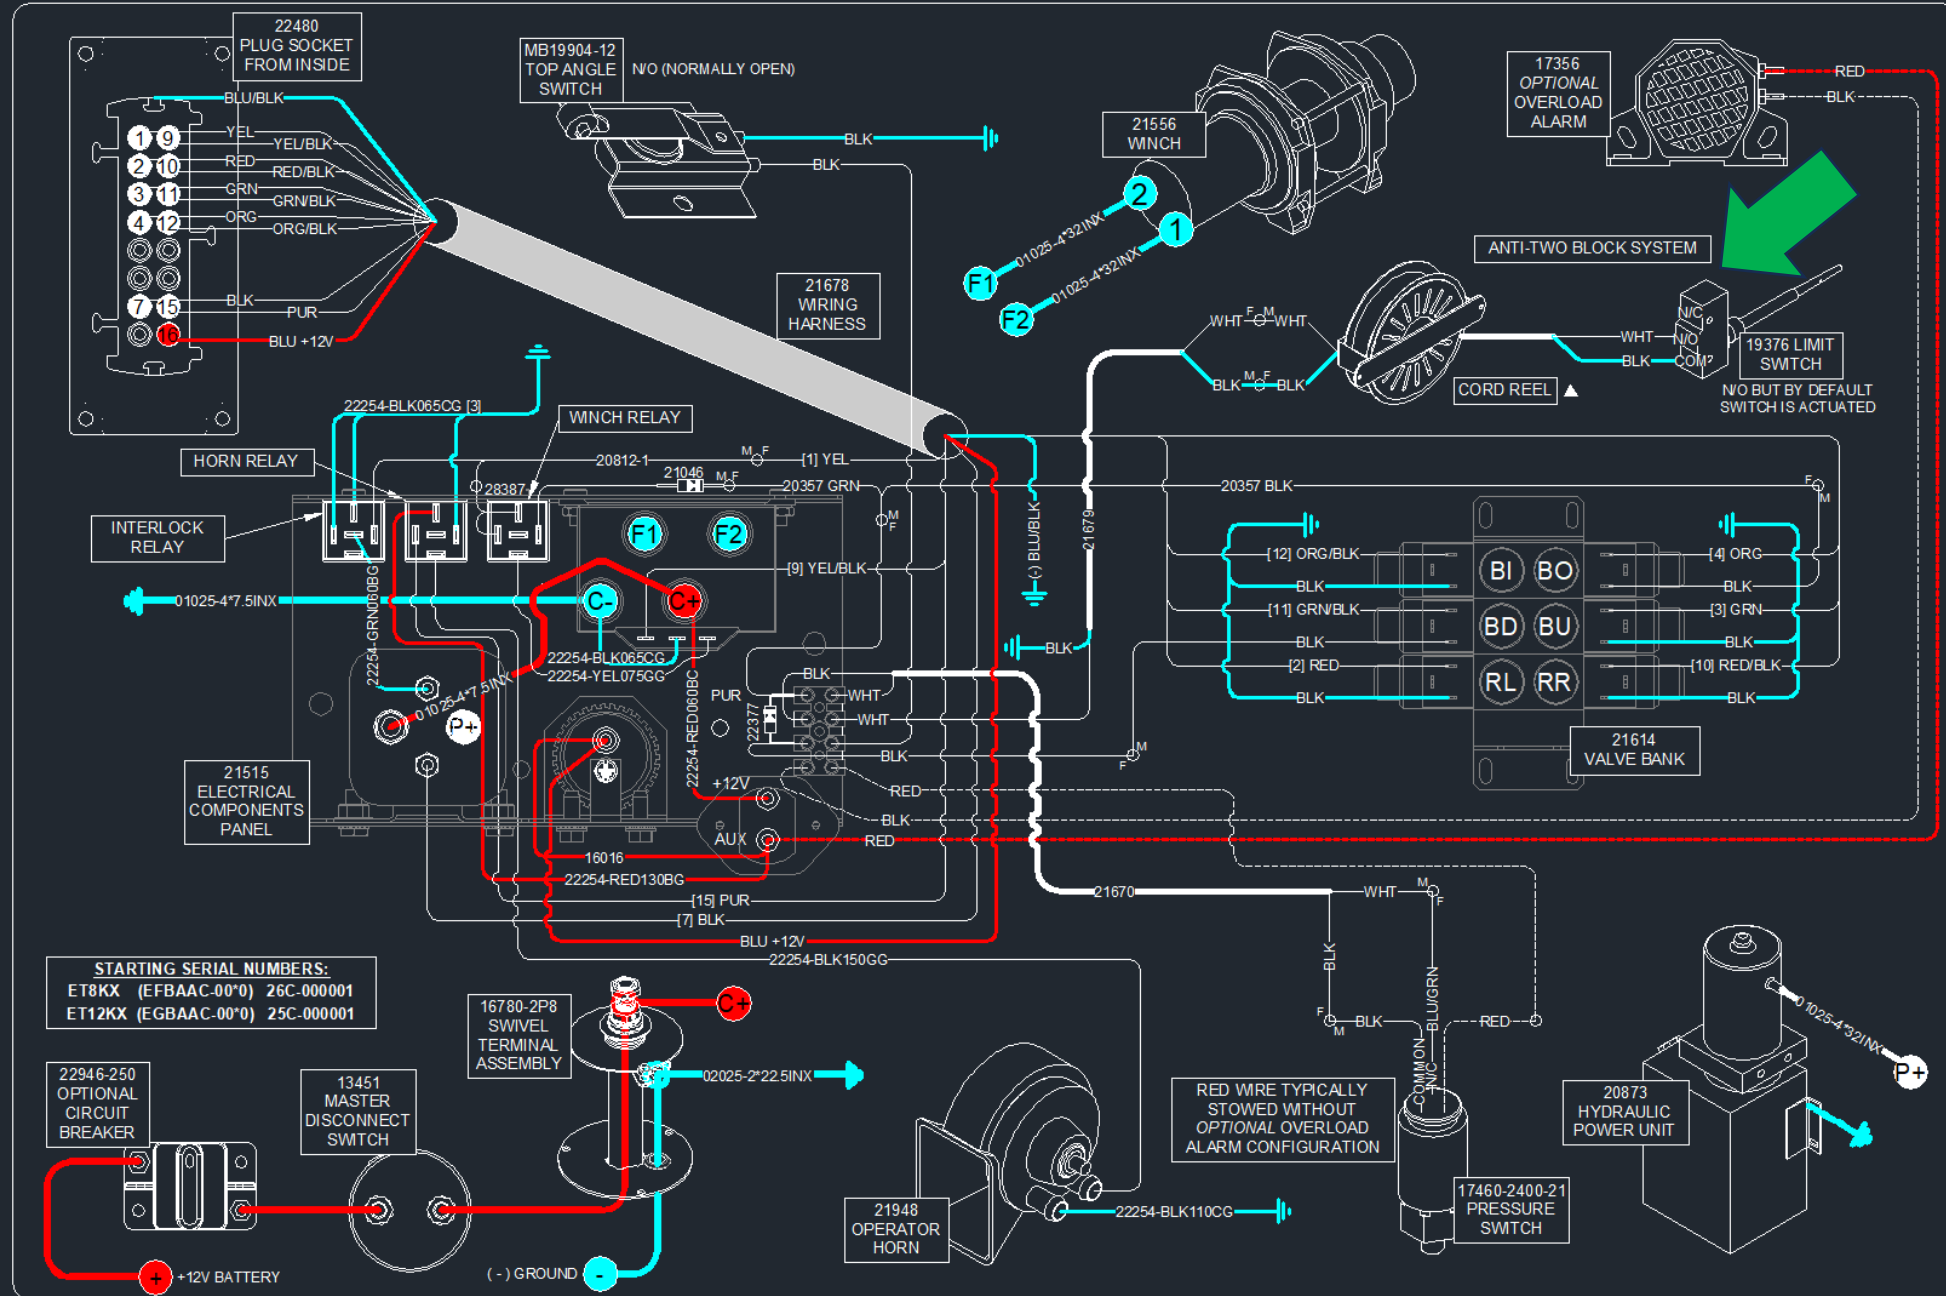 22480
PLUG SOCKET
FROM INSIDE
BLU/BLK
1 9
YEL
YEL/BLK
2 10
RED
RED/BLK
3 11
GRN
GRN/BLK
4 12
ORG
ORG/BLK
7 15
BLK
PUR
16
BLU +12V
MB19904-12
TOP ANGLE
SWITCH
N/O (NORMALLY OPEN)
BLK
BLK
21556
WINCH
2
1
01025-4*32INX
01025-4*32INX
F1
F2
17356
OPTIONAL
OVERLOAD
ALARM
RED
BLK
ANTI-TWO BLOCK SYSTEM
21678
WIRING
HARNESS
WHT F M WHT
BLK M F BLK
CORD REEL ▲
WHT
BLK
N/C
N/O
COM
19376 LIMIT
SWITCH
N/O BUT BY DEFAULT
SWITCH IS ACTUATED
22254-BLK065CG [3]
WINCH RELAY
HORN RELAY
INTERLOCK
RELAY
20812-1
M F
[1] YEL
21046
M F
28387
20357 GRN
M
F
20357 BLK
F
M
F1
F2
[9] YEL/BLK
(-) BLU/BLK
21679
BLK
01025-4*7.5INX
C-
C+
22254-GRN060BG
22254-BLK065CG
22254-YEL075GG
22254-RED060BC
01025-4*7.5INX
P+
[12] ORG/BLK
BLK
[11] GRN/BLK
BLK
[2] RED
BLK
BI BO
BD BU
RL RR
[4] ORG
BLK
[3] GRN
BLK
[10] RED/BLK
BLK
21614
VALVE BANK
BLK
PUR
WHT
WHT
22377
BLK
M
F
21515
ELECTRICAL
COMPONENTS
PANEL
+12V
AUX
RED
BLK
RED
16016
22254-RED130BG
[15] PUR
[7] BLK
BLU +12V
22254-BLK150GG
21670
WHT
M
F
BLK
BLU/GRN
F
M
BLK
RED
COMMON
N/C
STARTING SERIAL NUMBERS:
ET8KX (EFBAAC-00*0) 26C-000001
ET12KX (EGBAAC-00*0) 25C-000001
16780-2P8
SWIVEL
TERMINAL
ASSEMBLY
C+
02025-2*22.5INX
22946-250
OPTIONAL
CIRCUIT
BREAKER
13451
MASTER
DISCONNECT
SWITCH
+
+12V BATTERY
(-) GROUND
-
21948
OPERATOR
HORN
22254-BLK110CG
RED WIRE TYPICALLY
STOWED WITHOUT
OPTIONAL OVERLOAD
ALARM CONFIGURATION
17460-2400-21
PRESSURE
SWITCH
20873
HYDRAULIC
POWER UNIT
01025-4*32INX
P+